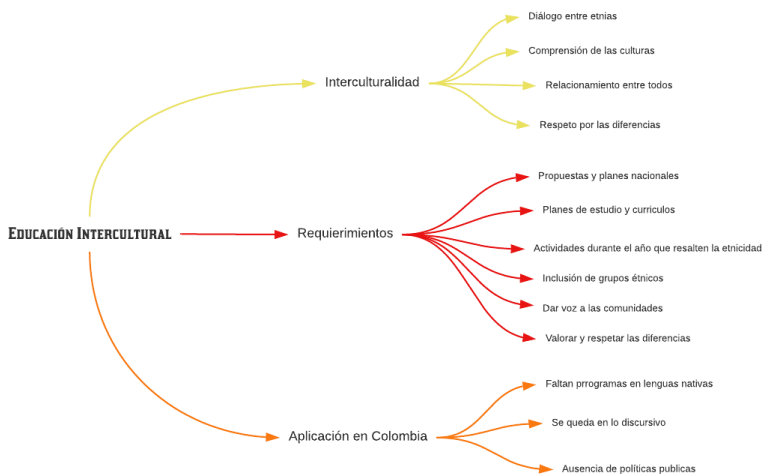 EDUCACIÓN INTERCULTURAL
Interculturalidad
Diálogo entre etnias
Comprensión de las culturas
Relacionamiento entre todos
Respeto por las diferencias
Requierimientos
Propuestas y planes nacionales
Planes de estudio y curriculos
Actividades durante el año que resalten la etnicidad
Inclusión de grupos étnicos
Dar voz a las comunidades
Valorar y respetar las diferencias
Aplicación en Colombia
Faltan prrogramas en lenguas nativas
Se queda en lo discursivo
Ausencia de políticas publicas